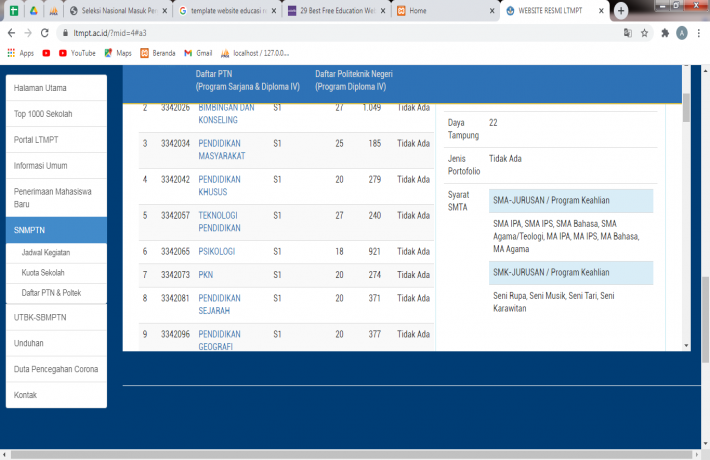 Seleksi Nasional Masuk Per
template website educasi n
29 Best Free Education Web
Home
WEBSITE RESMI LTMPT
ltmpt.ac.id/?mid=4#a3
A
Apps
YouTube
Maps
Beranda
Gmail
localhost / 127.0.0....
Halaman Utama
Top 1000 Sekolah
Portal LTMPT
Informasi Umum
Penerimaan Mahasiswa
Baru
SNMPTN
Jadwal Kegiatan
Kuota Sekolah
Daftar PTN & Poltek
UTBK-SBMPTN
Unduhan
Duta Pencegahan Corona
Kontak
Daftar PTN
(Program Sarjana & Diploma IV)
Daftar Politeknik Negeri
(Program Diploma IV)
2 3342026 BIMBINGAN DAN S1 27 1.049 Tidak Ada
KONSELING
3 3342034 PENDIDIKAN S1 25 185 Tidak Ada
MASYARAKAT
4 3342042 PENDIDIKAN S1 20 279 Tidak Ada
KHUSUS
5 3342057 TEKNOLOGI S1 27 240 Tidak Ada
PENDIDIKAN
6 3342065 PSIKOLOGI S1 18 921 Tidak Ada
7 3342073 PKN S1 20 274 Tidak Ada
8 3342081 PENDIDIKAN S1 20 371 Tidak Ada
SEJARAH
9 3342096 PENDIDIKAN S1 20 377 Tidak Ada
GEOGRAFI
Daya 22
Tampung
Jenis Tidak Ada
Portofolio
Syarat SMA-JURUSAN / Program Keahlian
SMTA
SMA IPA, SMA IPS, SMA Bahasa, SMA
Agama/Teologi, MA IPA, MA IPS, MA Bahasa,
MA Agama
SMK-JURUSAN / Program Keahlian
Seni Rupa, Seni Musik, Seni Tari, Seni
Karawitan